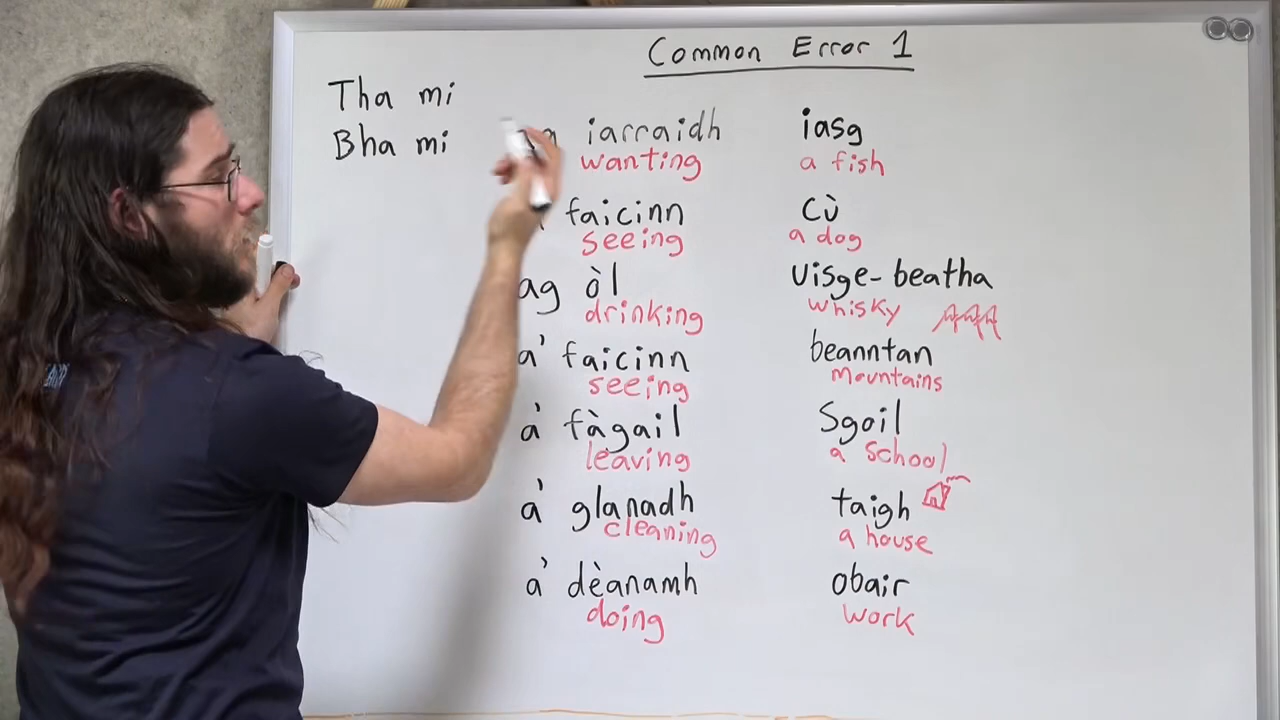 Common Error 1
Tha mi
Bha mi iarraidh iasg
wanting a fish
faicinn cù
seeing a dog
ag òl uisge-beatha
drinking whisky
a' faicinn beanntan
seeing mountains
a' fàgail sgoil
leaving a school
a' glanadh taigh
cleaning a house
a' dèanamh obair
doing work